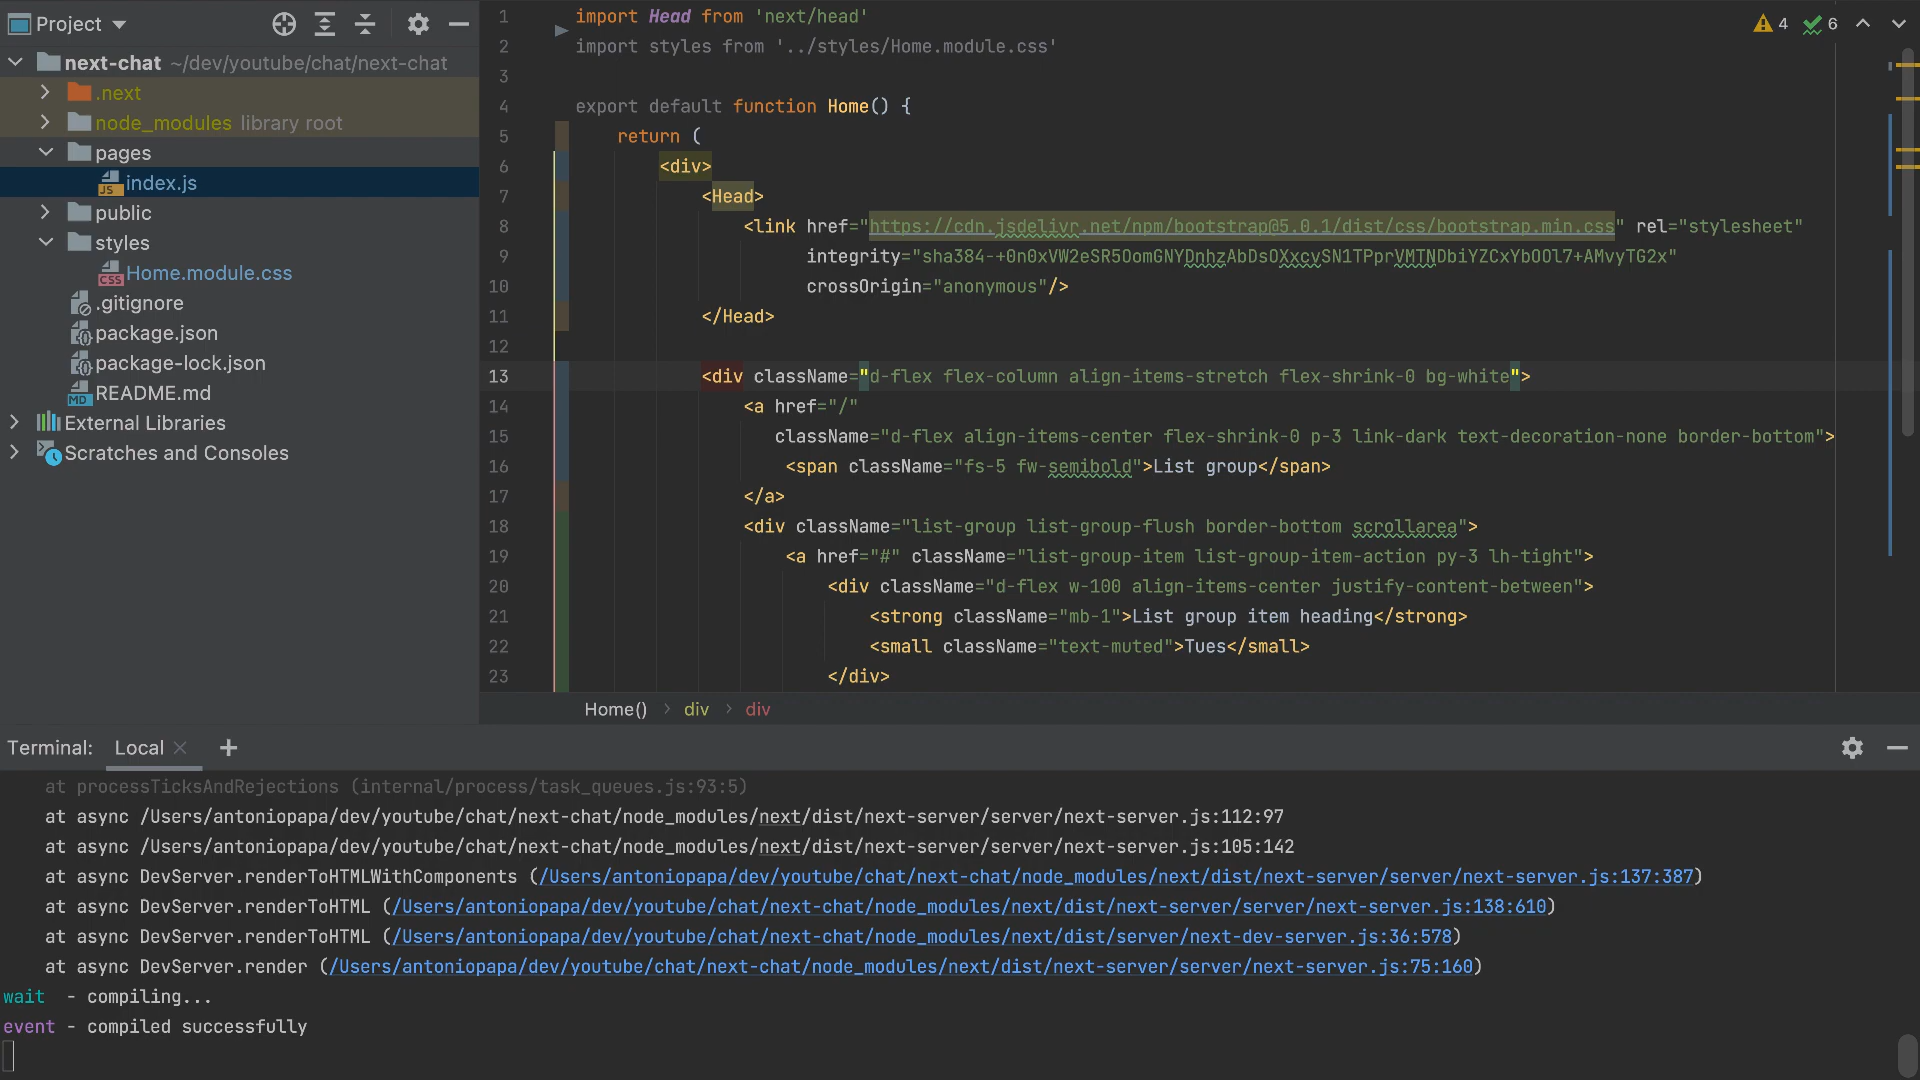 Project
next-chat ~/dev/youtube/chat/next-chat
.next
node_modules library root
pages
JS index.js
public
styles
CSS Home.module.css
.gitignore
package.json
package-lock.json
MD README.md
External Libraries
Scratches and Consoles
4 6
1 import Head from 'next/head'
2 import styles from '../styles/Home.module.css'
3
4 export default function Home() {
5 return (
6 <div>
7 <Head>
8 <link href="https://cdn.jsdelivr.net/npm/bootstrap@5.0.1/dist/css/bootstrap.min.css" rel="stylesheet"
9 integrity="sha384-+0n0xVW2eSR5OomGNYDnhzAbDsOXxcvSN1TPprVMTNDbiYZCxYbOOl7+AMvyTG2x"
10 crossOrigin="anonymous"/>
11 </Head>
12
13 <div className="d-flex flex-column align-items-stretch flex-shrink-0 bg-white">
14 <a href="/"
15 className="d-flex align-items-center flex-shrink-0 p-3 link-dark text-decoration-none border-bottom">
16 <span className="fs-5 fw-semibold">List group</span>
17 </a>
18 <div className="list-group list-group-flush border-bottom scrollarea">
19 <a href="#" className="list-group-item list-group-item-action py-3 lh-tight">
20 <div className="d-flex w-100 align-items-center justify-content-between">
21 <strong className="mb-1">List group item heading</strong>
22 <small className="text-muted">Tues</small>
23 </div>
Home() > div > div
Terminal: Local × +
at processTicksAndRejections (internal/process/task_queues.js:93:5)
at async /Users/antoniopapa/dev/youtube/chat/next-chat/node_modules/next/dist/next-server/server/next-server.js:112:97
at async /Users/antoniopapa/dev/youtube/chat/next-chat/node_modules/next/dist/next-server/server/next-server.js:105:142
at async DevServer.renderToHTMLWithComponents (/Users/antoniopapa/dev/youtube/chat/next-chat/node_modules/next/dist/next-server/server/next-server.js:137:387)
at async DevServer.renderToHTML (/Users/antoniopapa/dev/youtube/chat/next-chat/node_modules/next/dist/next-server/server/next-server.js:138:610)
at async DevServer.renderToHTML (/Users/antoniopapa/dev/youtube/chat/next-chat/node_modules/next/dist/server/next-dev-server.js:36:578)
at async DevServer.render (/Users/antoniopapa/dev/youtube/chat/next-chat/node_modules/next/dist/next-server/server/next-server.js:75:160)
wait - compiling...
event - compiled successfully